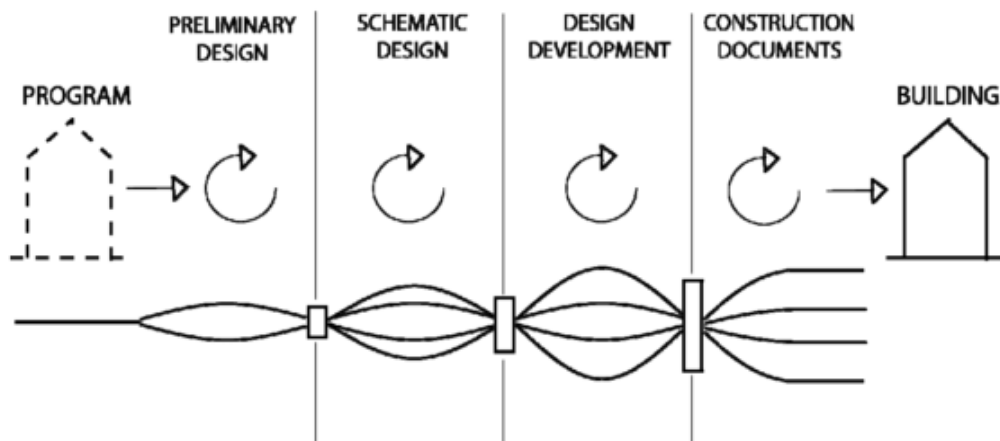 PRELIMINARY
DESIGN
SCHEMATIC
DESIGN
DESIGN
DEVELOPMENT
CONSTRUCTION
DOCUMENTS
PROGRAM
BUILDING